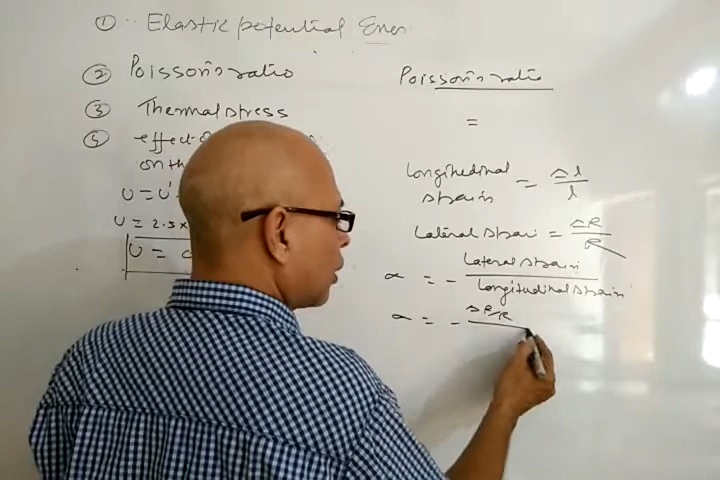 ① Elastic potential Ener
② Poisson's ratio
③ Thermal stress
⑤ effect
on th
U = U'
U = 2.5x
U =
Poisson's ratio
=
Longitudinal strain = Δl/l
Lateral strain = ΔR/R
α = - Lateral strain/Longitudinal strain
α = - ΔR/R